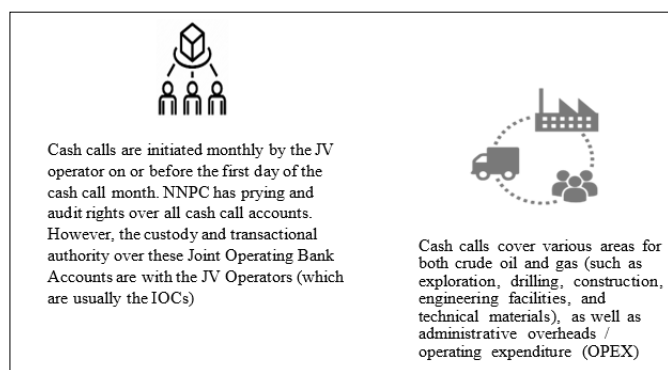 Cash calls are initiated monthly by the JV
operator on or before the first day of the
cash call month. NNPC has prying and
audit rights over all cash call accounts.
However, the custody and transactional
authority over these Joint Operating Bank
Accounts are with the JV Operators (which
are usually the IOCs)
Cash calls cover various areas for
both crude oil and gas (such as
exploration, drilling, construction,
engineering facilities, and
technical materials), as well as
administrative overheads /
operating expenditure (OPEX)